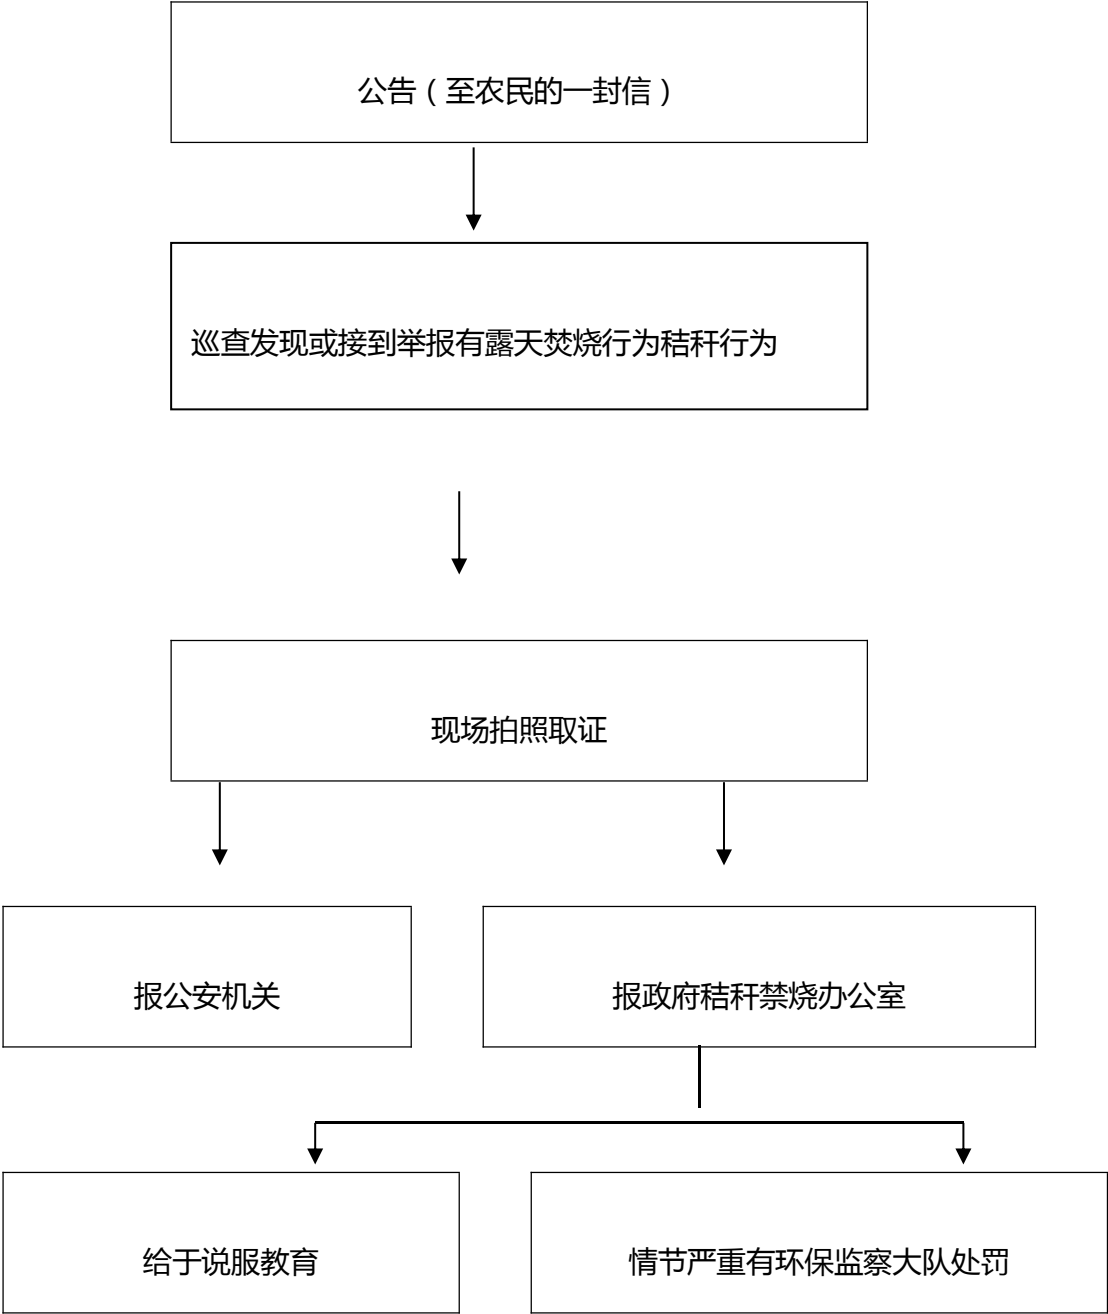 公告（至农民的一封信）
巡查发现或接到举报有露天焚烧行为秸秆行为
现场拍照取证
报公安机关
报政府秸秆禁烧办公室
给于说服教育
情节严重有环保监察大队处罚